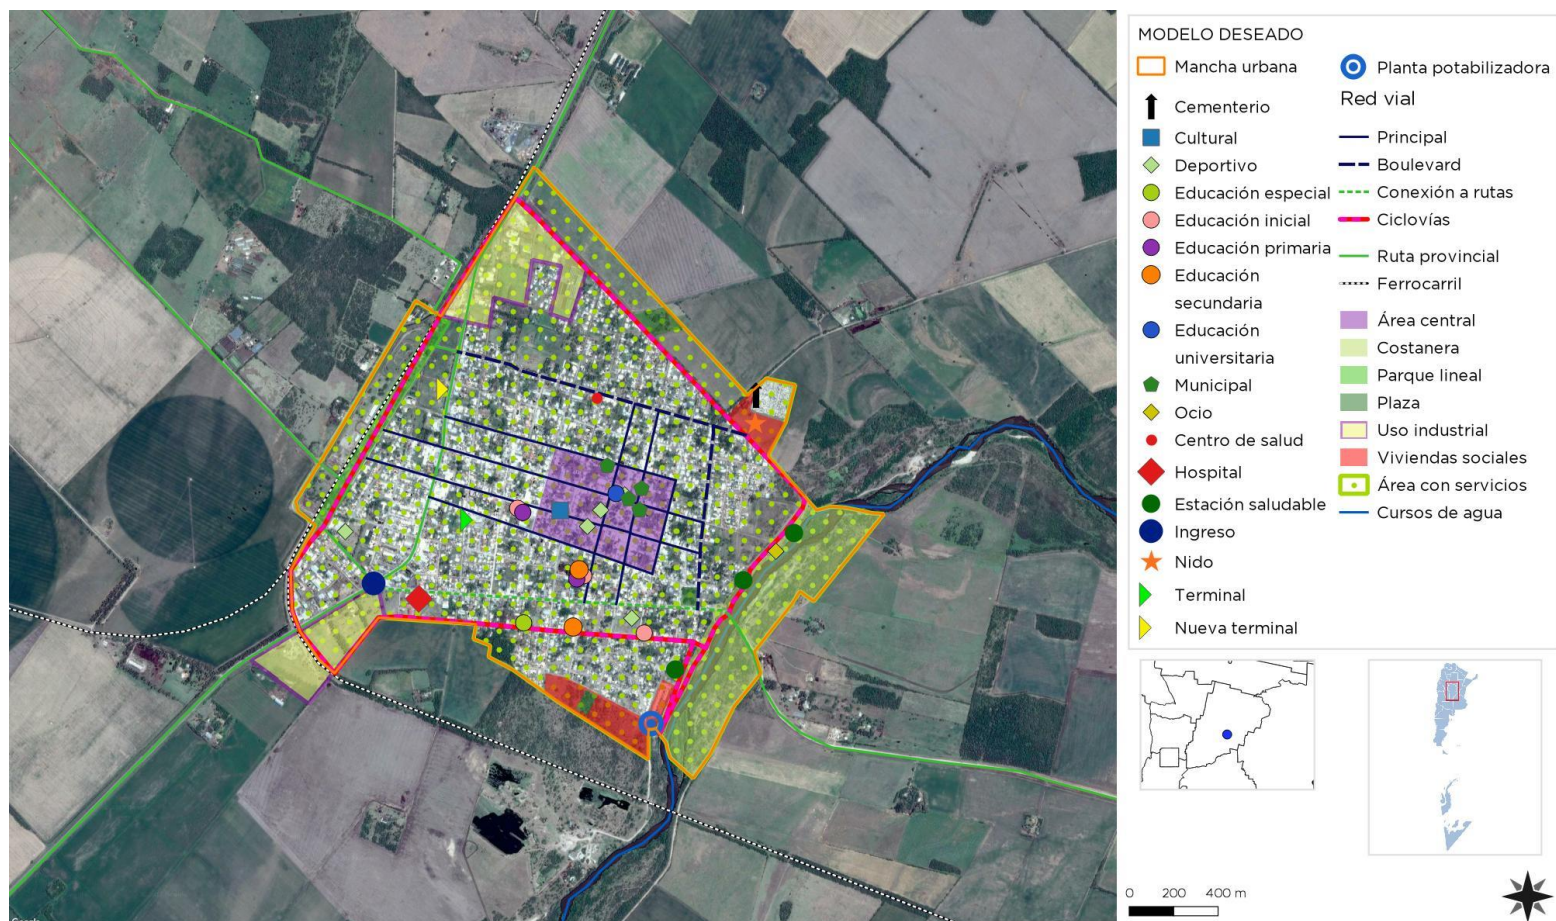 MODELO DESEADO
Mancha urbana
Cementerio
Cultural
Deportivo
Educación especial
Educación inicial
Educación primaria
Educación
secundaria
Educación
universitaria
Municipal
Ocio
Centro de salud
Hospital
Estación saludable
Ingreso
Nido
Terminal
Nueva terminal
Planta potabilizadora
Red vial
Principal
Boulevard
Conexión a rutas
Ciclovías
Ruta provincial
Ferrocarril
Área central
Costanera
Parque lineal
Plaza
Uso industrial
Viviendas sociales
Área con servicios
Cursos de agua
0 200 400 m